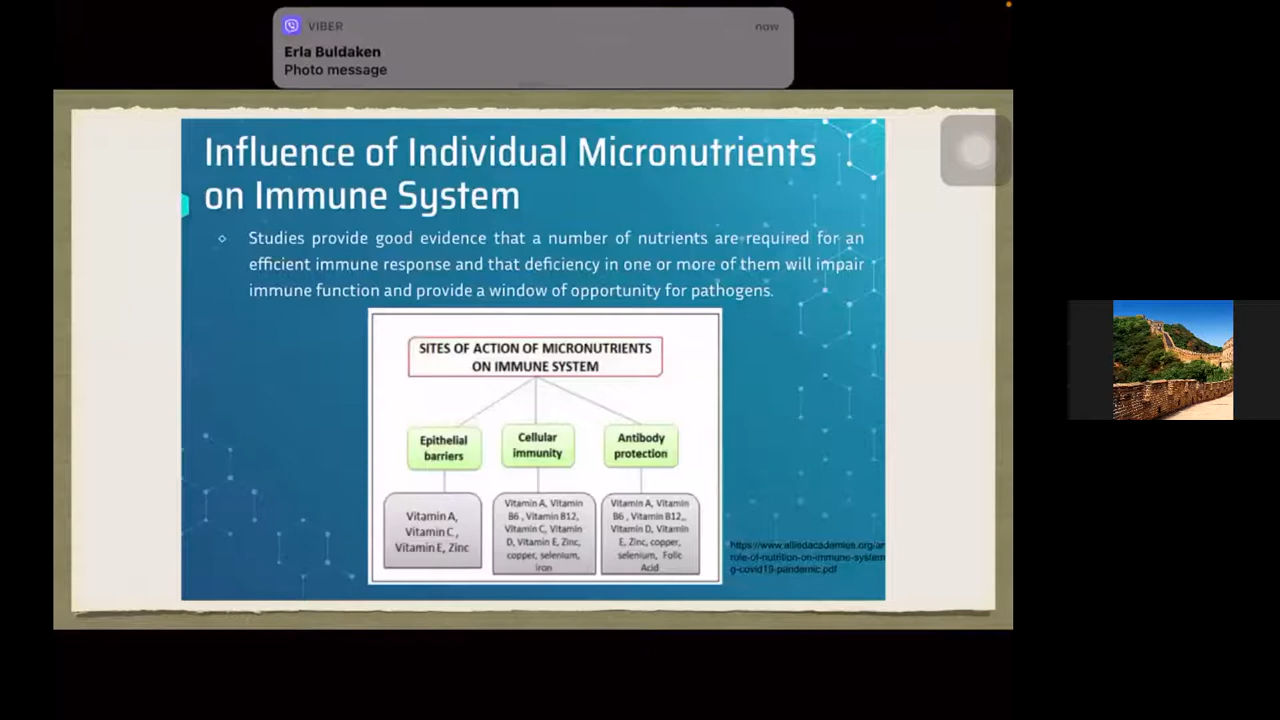 VIBER
now
Erla Buldaken
Photo message
Influence of Individual Micronutrients
on Immune System
Studies provide good evidence that a number of nutrients are required for an
efficient immune response and that deficiency in one or more of them will impair
immune function and provide a window of opportunity for pathogens.
SITES OF ACTION OF MICRONUTRIENTS
ON IMMUNE SYSTEM
Epithelial
barriers
Cellular
immunity
Antibody
protection
Vitamin A,
Vitamin C,
Vitamin E, Zinc
Vitamin A, Vitamin
B6 , Vitamin B12,
Vitamin C, Vitamin
D, Vitamin E, Zinc,
copper, selenium,
iron
Vitamin A, Vitamin
B6 , Vitamin B12,,
Vitamin D, Vitamin
E, Zinc, copper,
selenium, Folic
Acid
https://www.alliedacademies.org/ar
role-of-nutrition-on-immune-system
g-covid19-pandemic.pdf